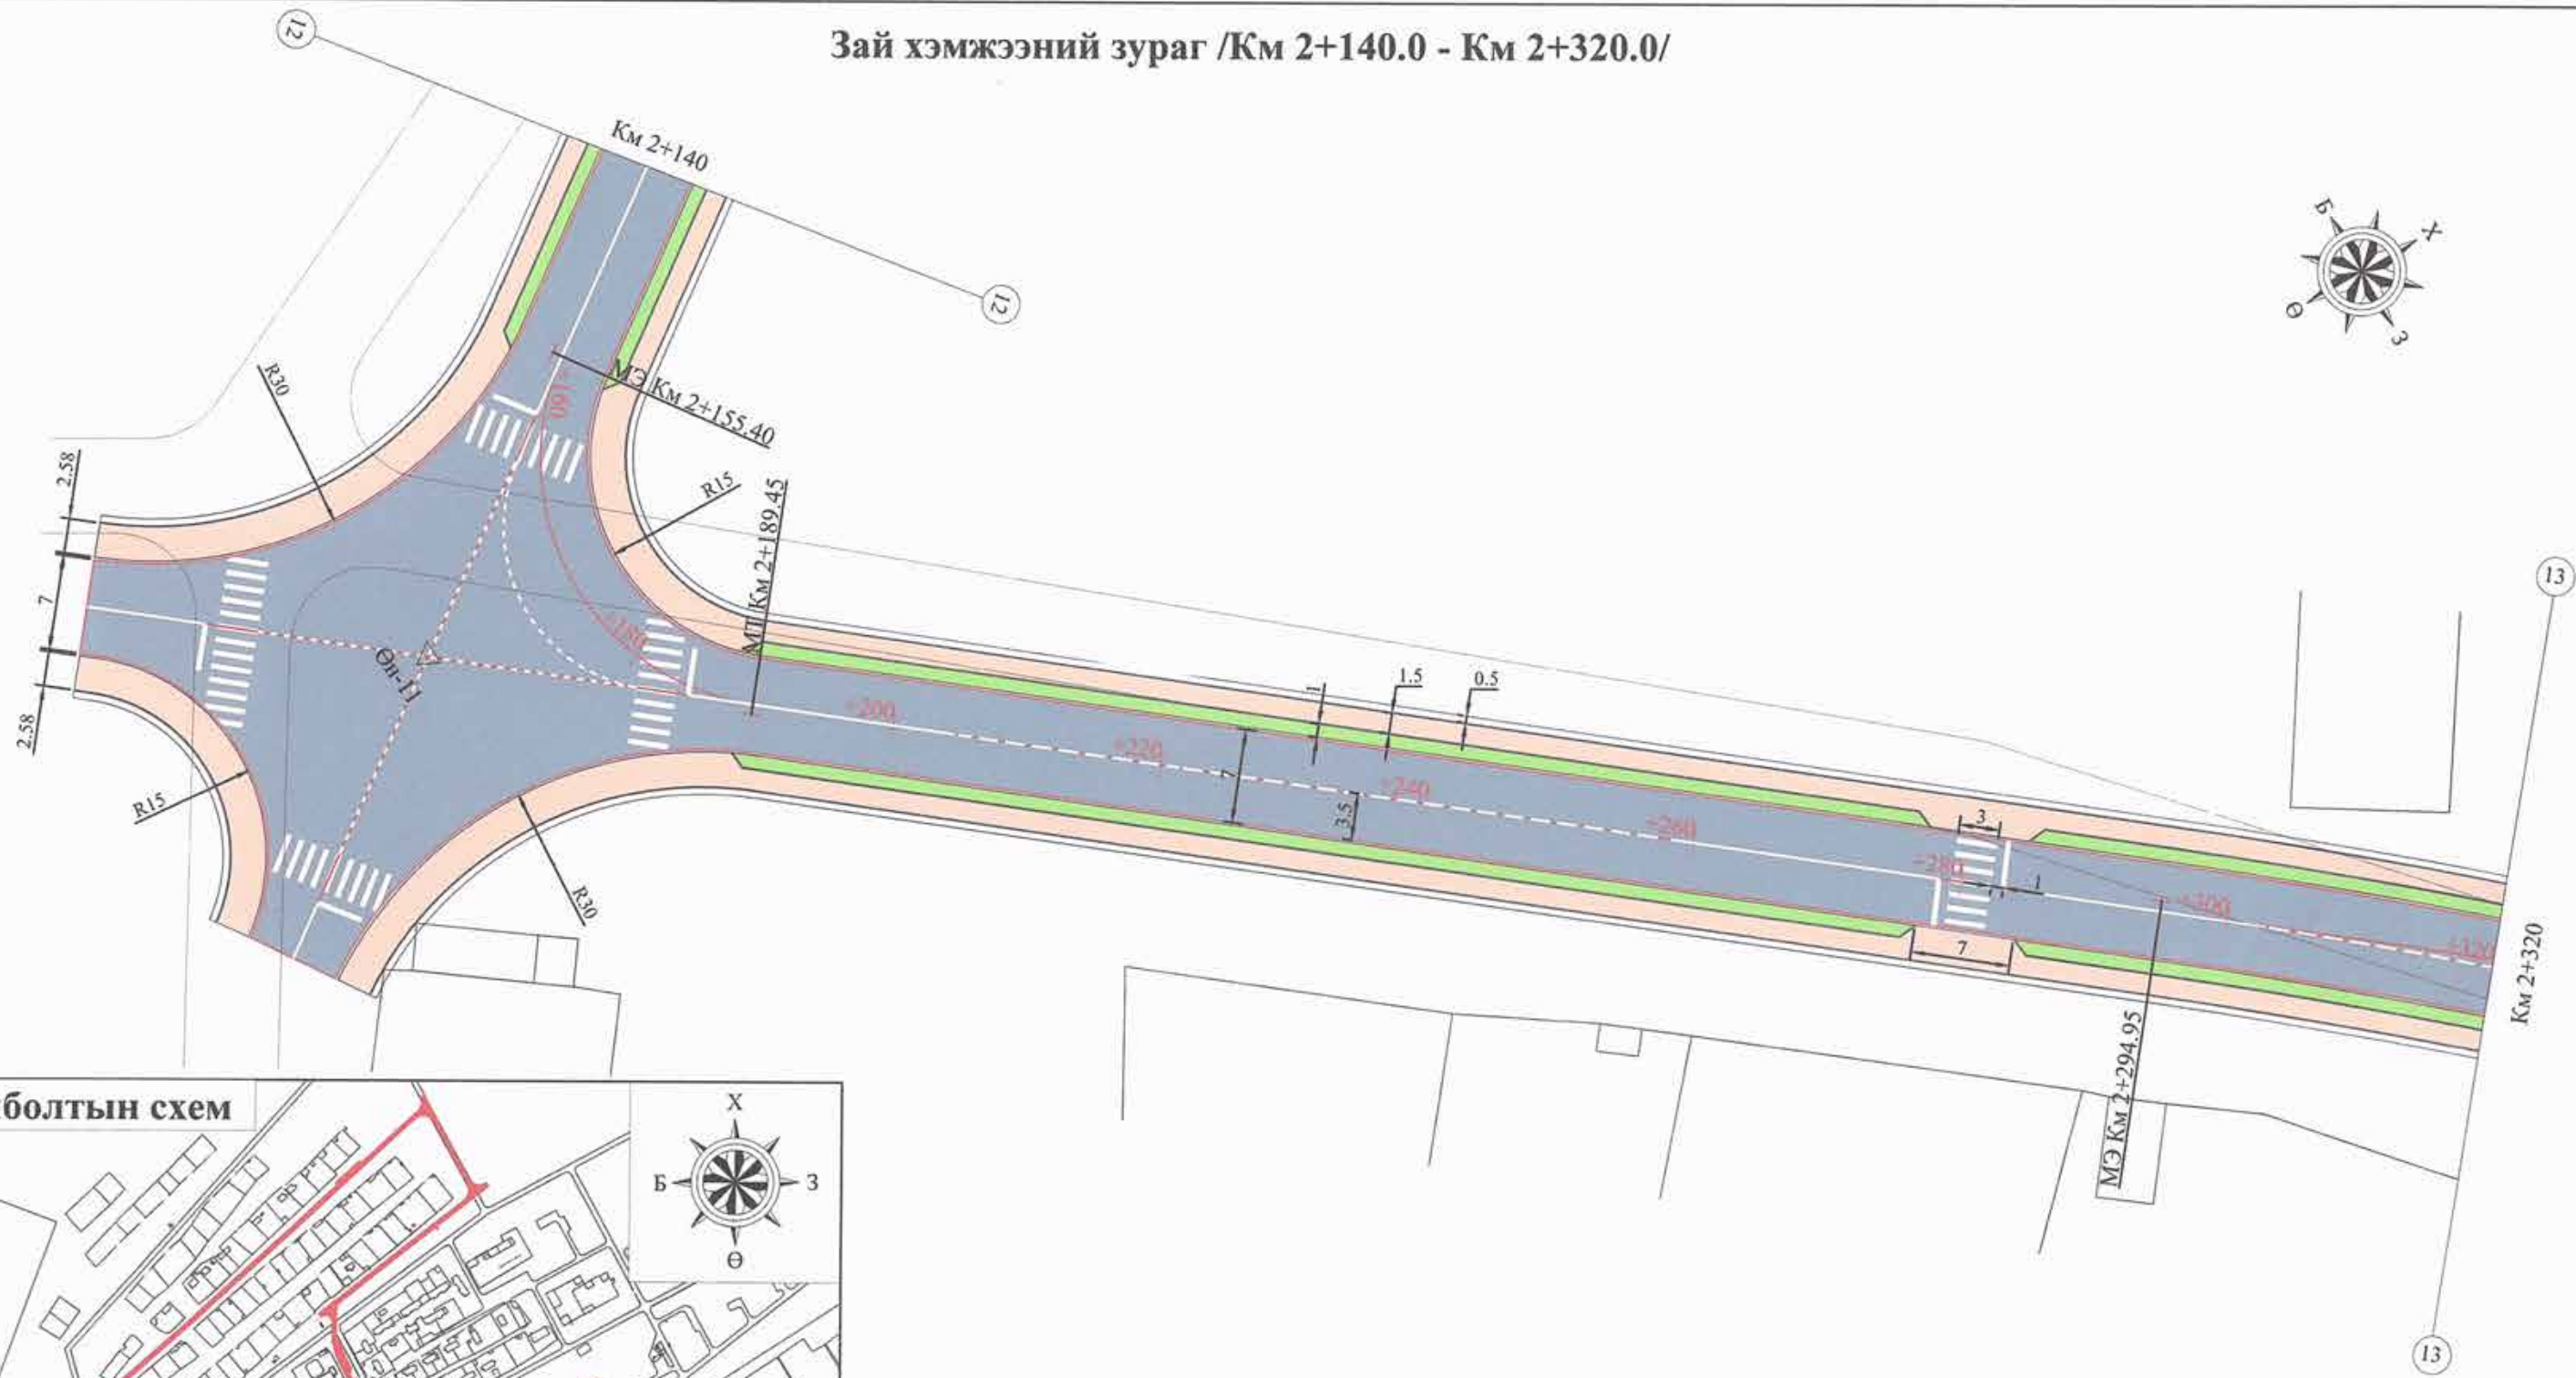 Зай хэмжээний зураг /Км 2+140.0 - Км 2+320.0/
12
Км 2+140
12
Б
Х
Ө
З
R30
+160
МЭ Км 2+155.40
2.58
R15
МТ Км 2+189.45
13
7
+180
Өп-11
1
1.5
0.5
2.58
+200
+220
7
+240
3.5
+260
3
R15
+280
1
+300
R30
7
+320
Км 2+320
МЭ Км 2+294.95
болтын схем
Х
Б
З
Ө
13